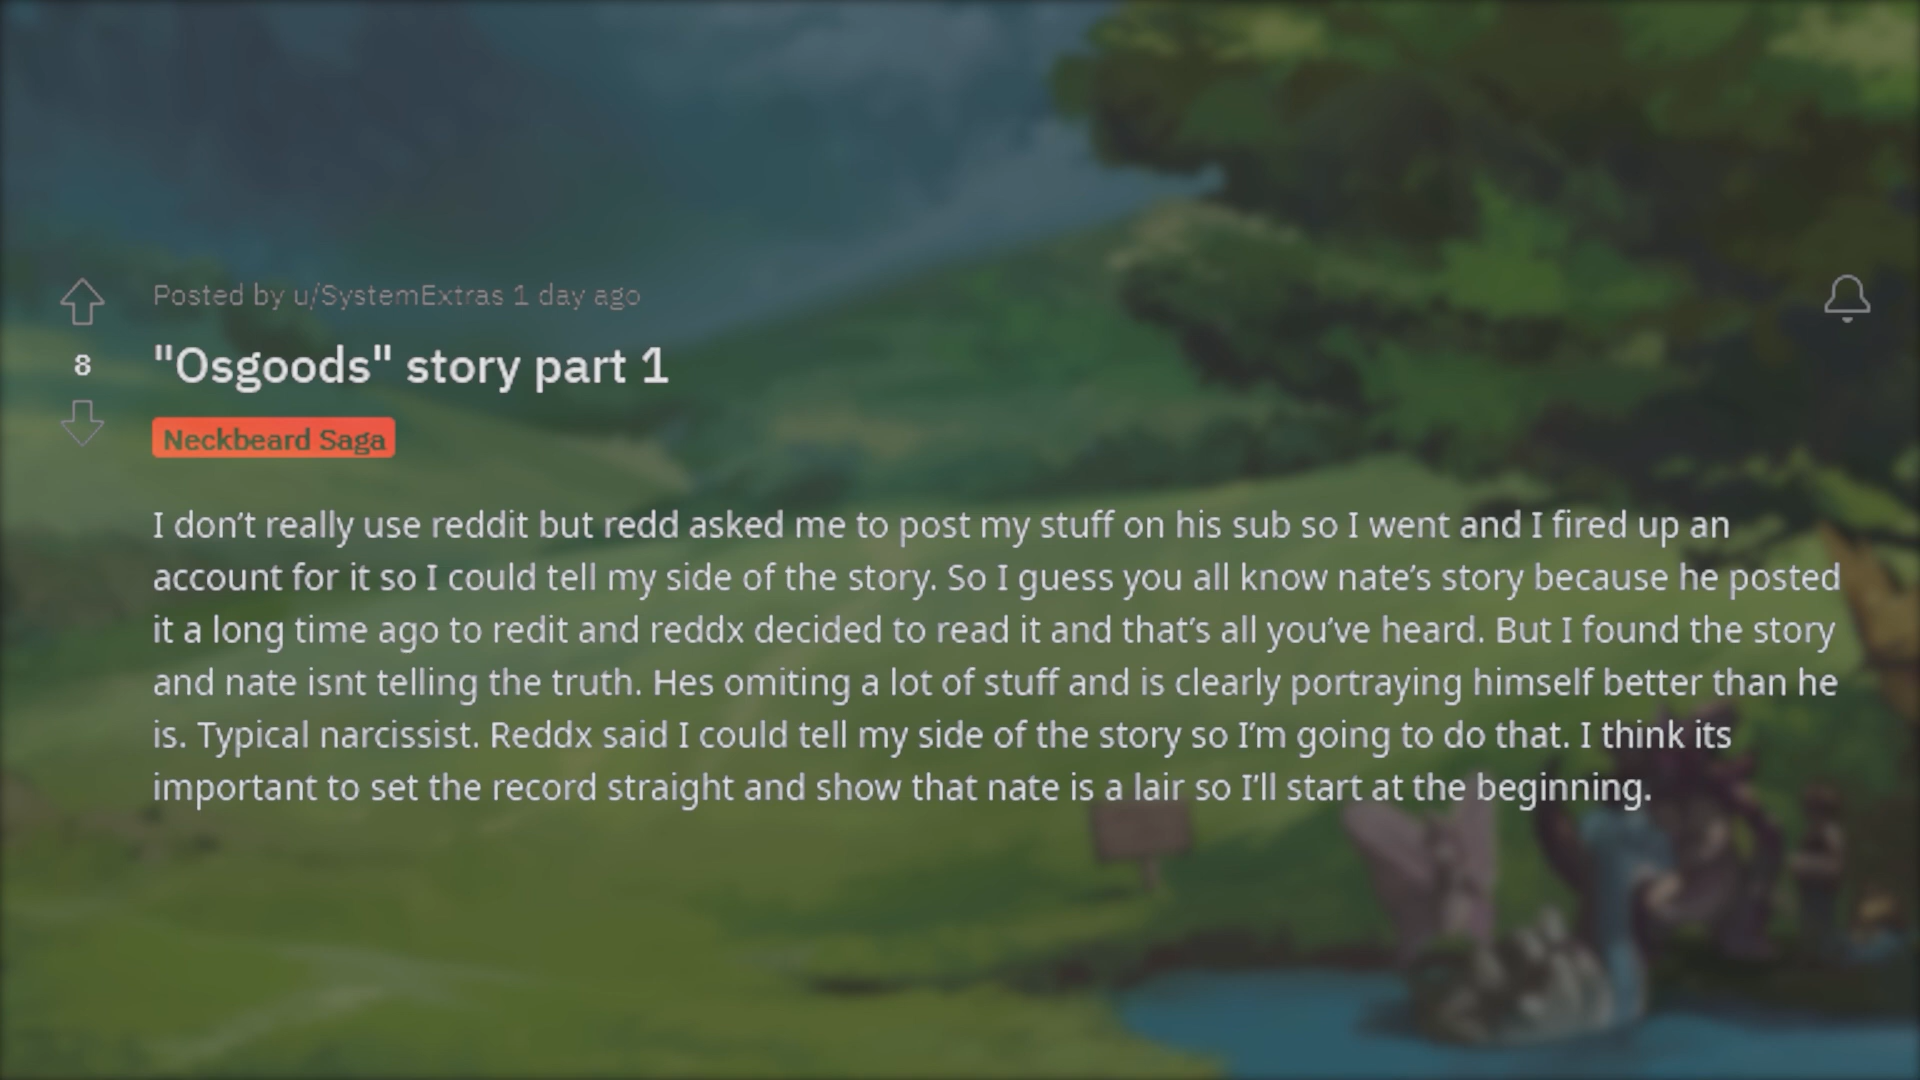 Posted by u/SystemExtras 1 day ago
8
"Osgoods" story part 1
Neckbeard Saga
I don’t really use reddit but redd asked me to post my stuff on his sub so I went and I fired up an
account for it so I could tell my side of the story. So I guess you all know nate’s story because he posted
it a long time ago to redit and reddx decided to read it and that’s all you’ve heard. But I found the story
and nate isnt telling the truth. Hes omiting a lot of stuff and is clearly portraying himself better than he
is. Typical narcissist. Reddx said I could tell my side of the story so I’m going to do that. I think its
important to set the record straight and show that nate is a lair so I’ll start at the beginning.